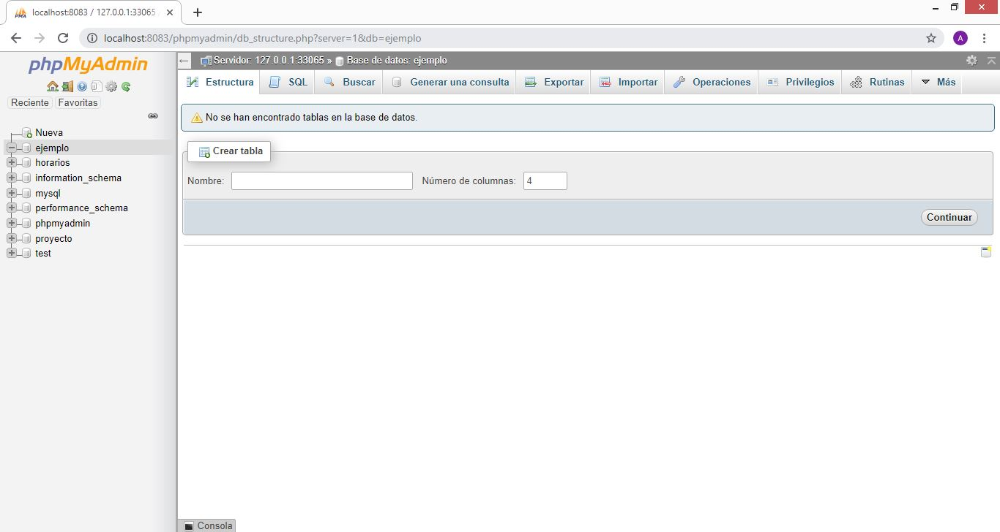 localhost:8083 / 127.0.0.1:33065
localhost:8083/phpmyadmin/db_structure.php?server=1&db=ejemplo
A
phpMyAdmin
Reciente Favoritas
Nueva
ejemplo
horarios
information_schema
mysql
performance_schema
phpmyadmin
proyecto
test
Servidor: 127.0.0.1:33065 » Base de datos: ejemplo
Estructura SQL Buscar Generar una consulta Exportar Importar Operaciones Privilegios Rutinas Más
No se han encontrado tablas en la base de datos.
Crear tabla
Nombre: Número de columnas: 4
Continuar
Consola